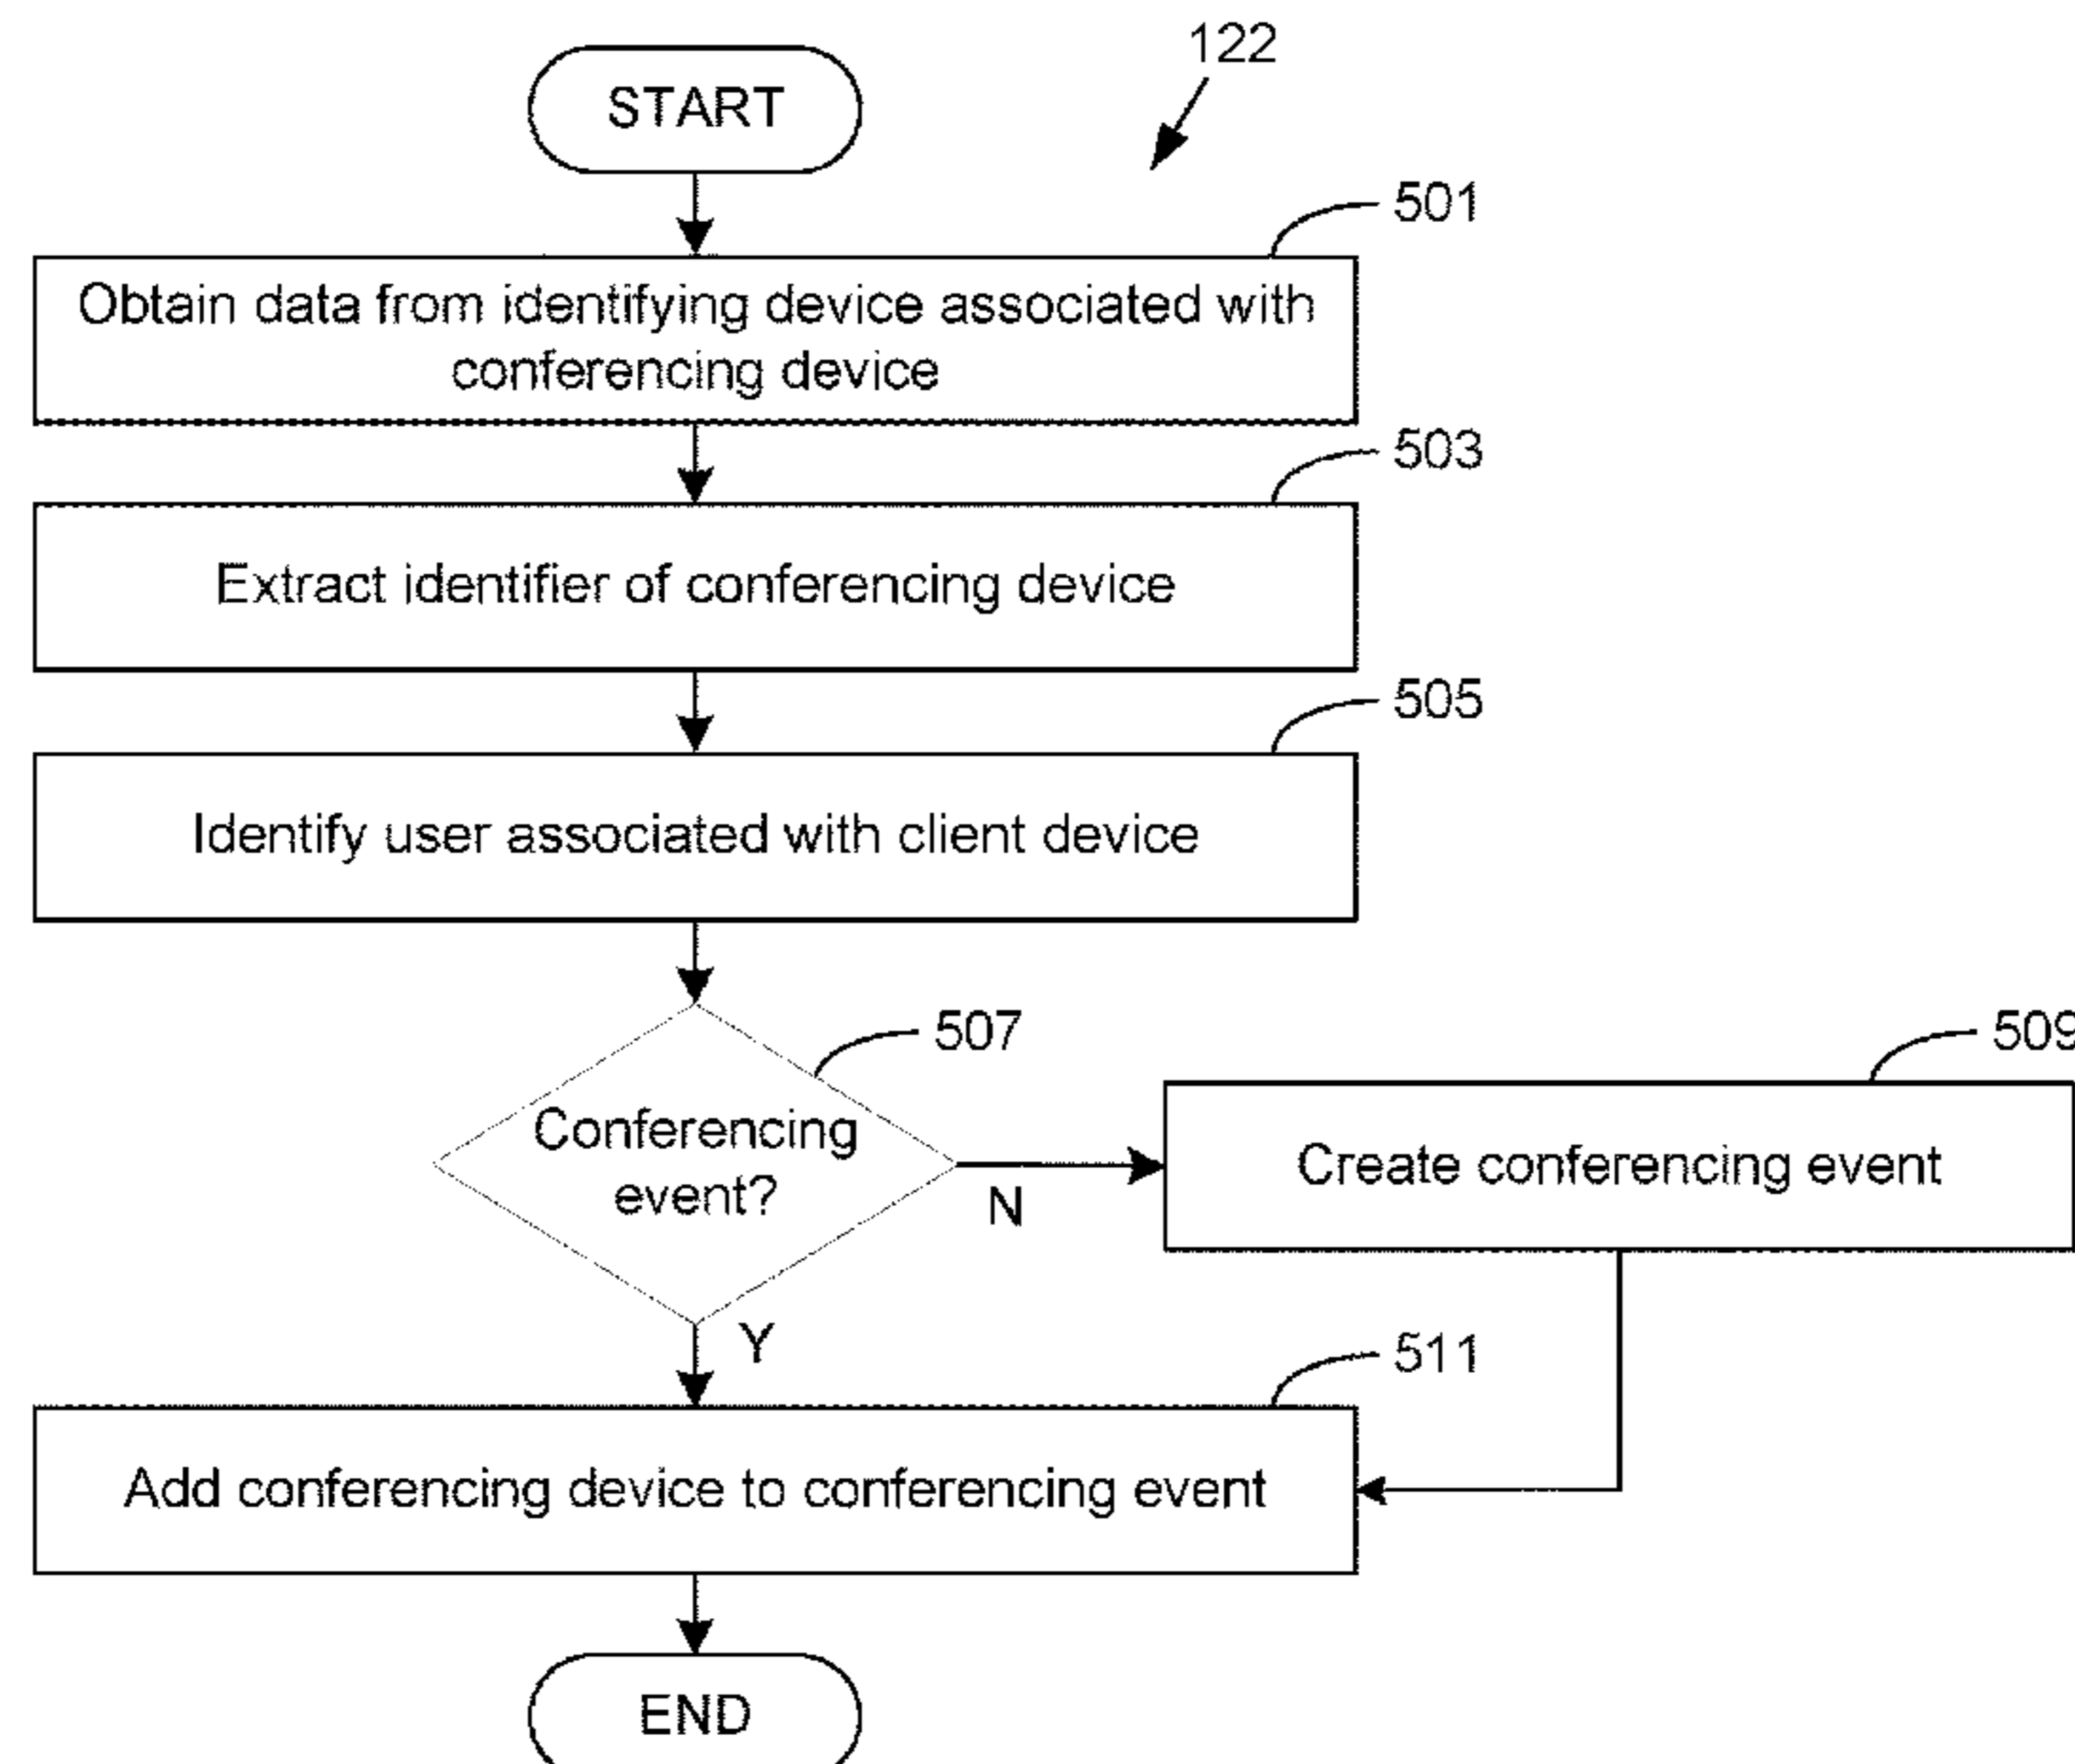 122
START
501
Obtain data from identifying device associated with
conferencing device
503
Extract identifier of conferencing device
505
Identify user associated with client device
507
Conferencing
event?
N
509
Create conferencing event
Y
511
Add conferencing device to conferencing event
END